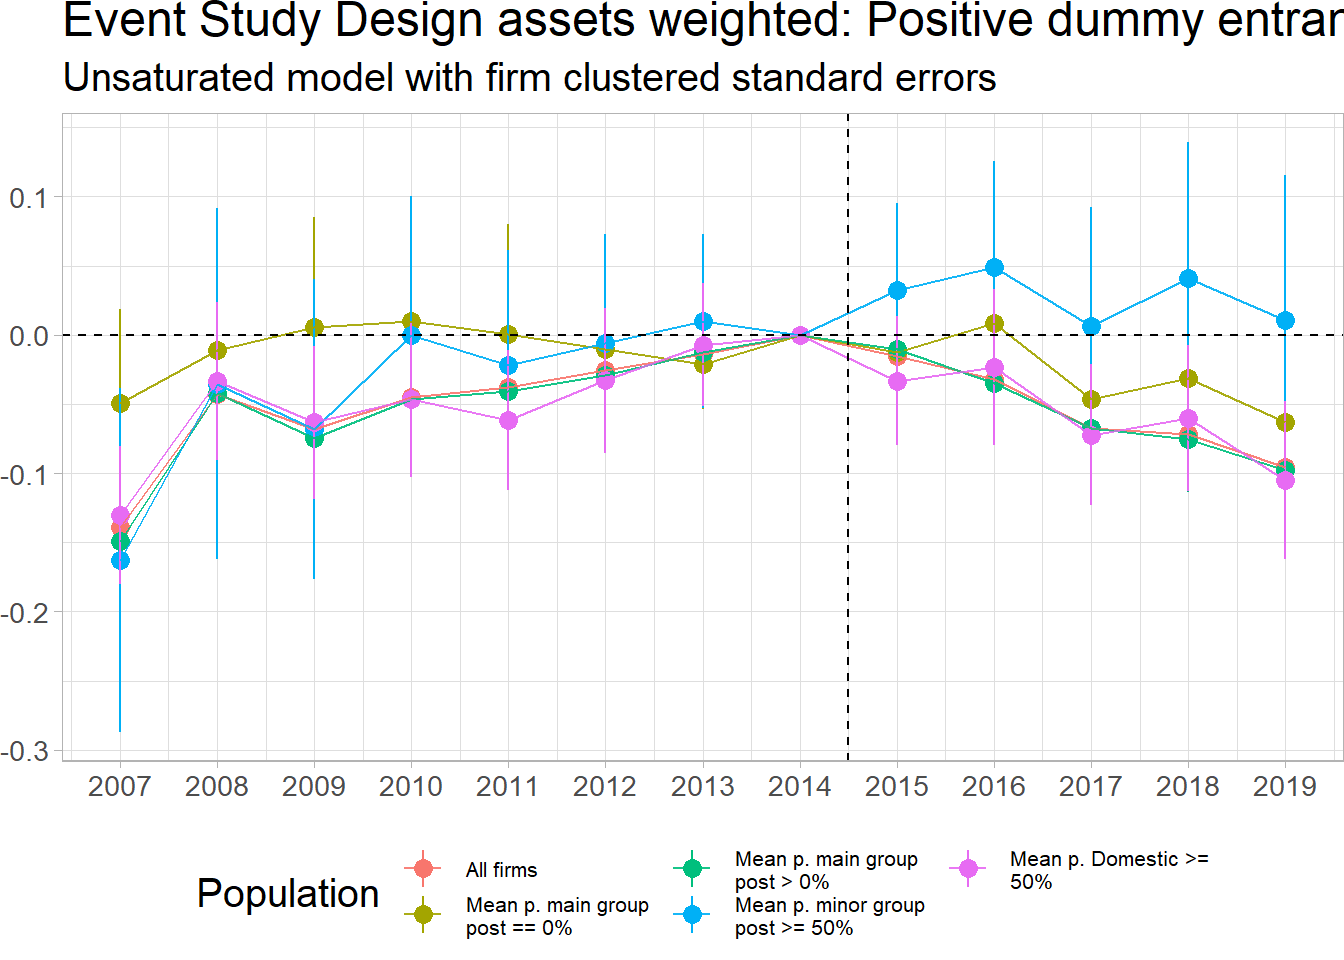 Event Study Design assets weighted: Positive dummy
Unsaturated model with firm clustered standard errors
0.1
0.0
-0.1
-0.2
-0.3
2007 2008 2009 2010 2011 2012 2013 2014 2015 2016 2017 2018 2019
Population
All firms
Mean p. main group
post == 0%
Mean p. main group
post > 0%
Mean p. minor group
post >= 50%
Mean p. Domestic >=
50%